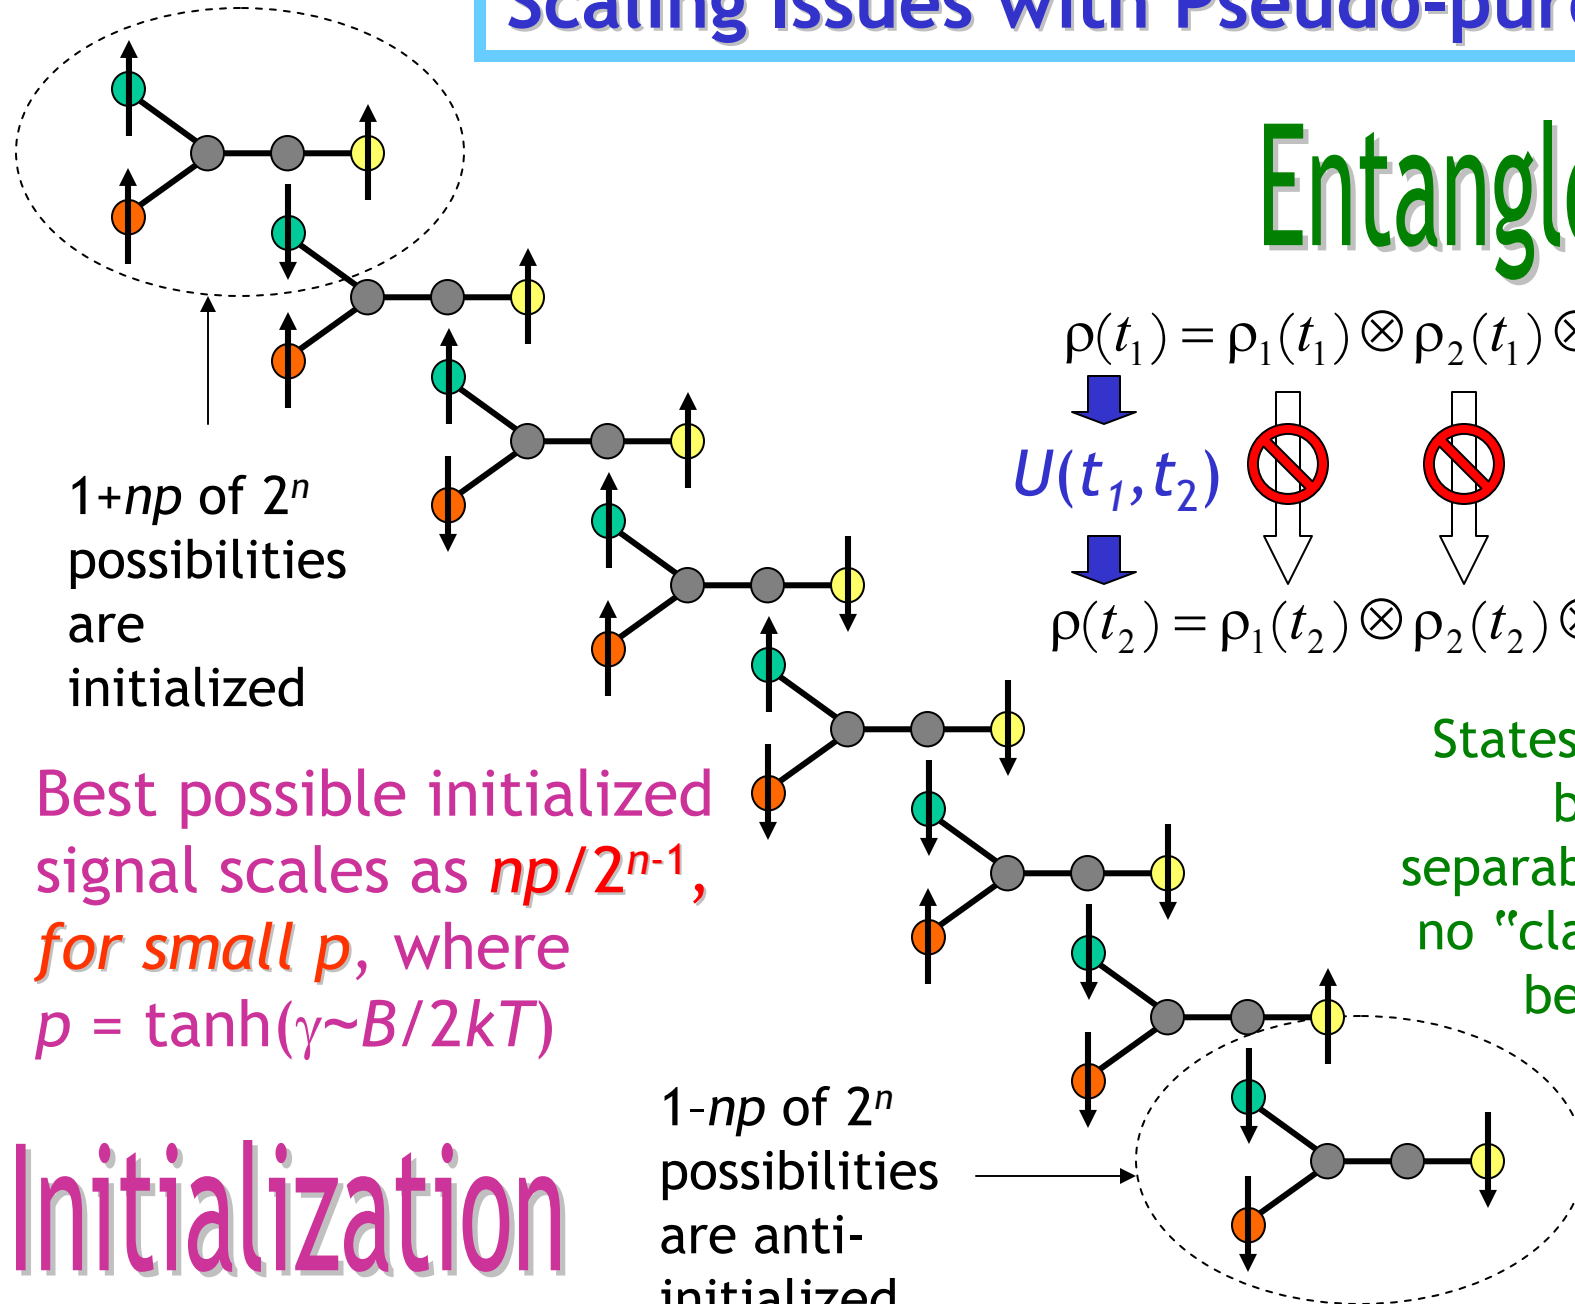 Scaling Issues with Pseudo-pur
Entangle
ρ(t₁) = ρ₁(t₁) ⊗ ρ₂(t₁) ⊗
U(t₁,t₂)
ρ(t₂) = ρ₁(t₂) ⊗ ρ₂(t₂) ⊗
1+np of 2ⁿ
possibilities
are
initialized
Best possible initialized
signal scales as np/2ⁿ⁻¹,
for small p, where
p = tanh(γ~B/2kT)
Initialization
States
b
separab
no “cla
be
1–np of 2ⁿ
possibilities
are anti-
initialized